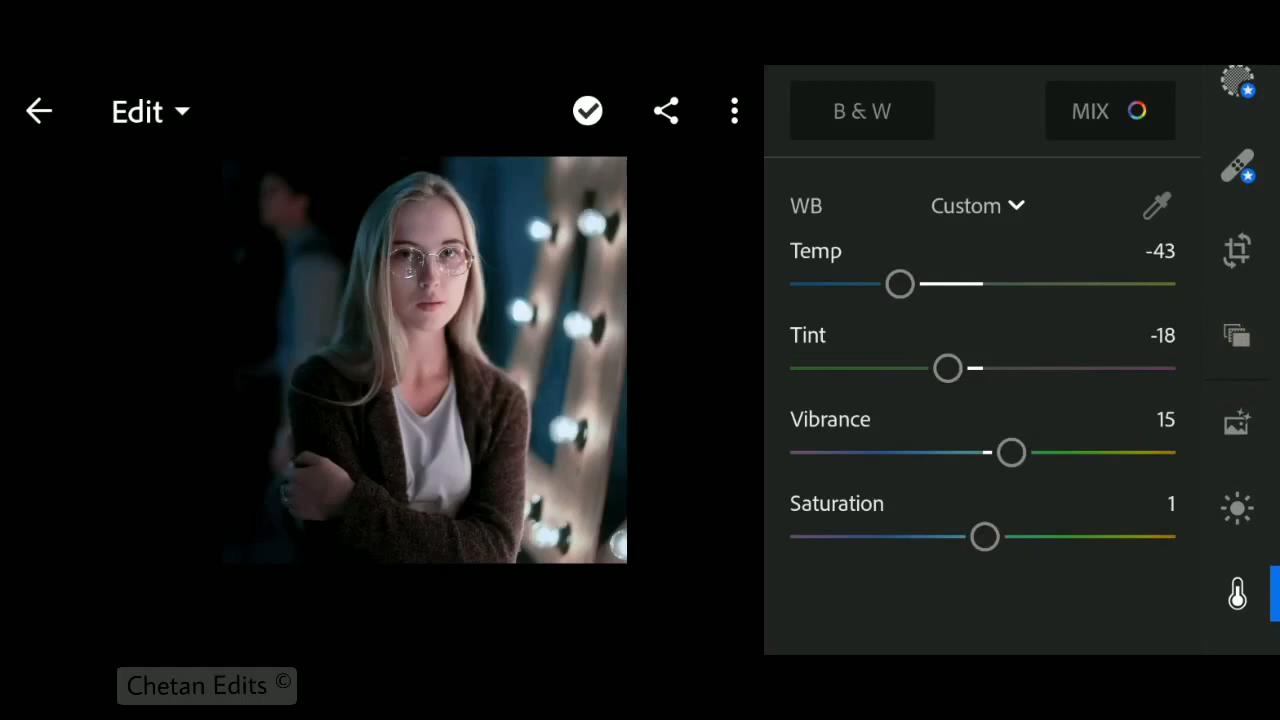 Edit
B & W
MIX
WB
Custom
Temp
-43
Tint
-18
Vibrance
15
Saturation
1
Chetan Edits ©